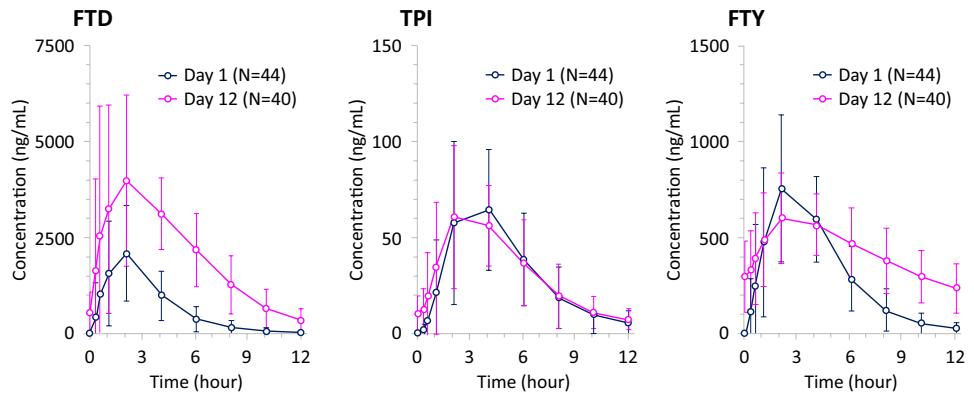 FTD
7500
5000
2500
0
Concentration (ng/mL)
Day 1 (N=44)
Day 12 (N=40)
0 3 6 9 12
Time (hour)
TPI
150
100
50
0
Concentration (ng/mL)
Day 1 (N=44)
Day 12 (N=40)
0 3 6 9 12
Time (hour)
FTY
1500
1000
500
0
Concentration (ng/mL)
Day 1 (N=44)
Day 12 (N=40)
0 3 6 9 12
Time (hour)